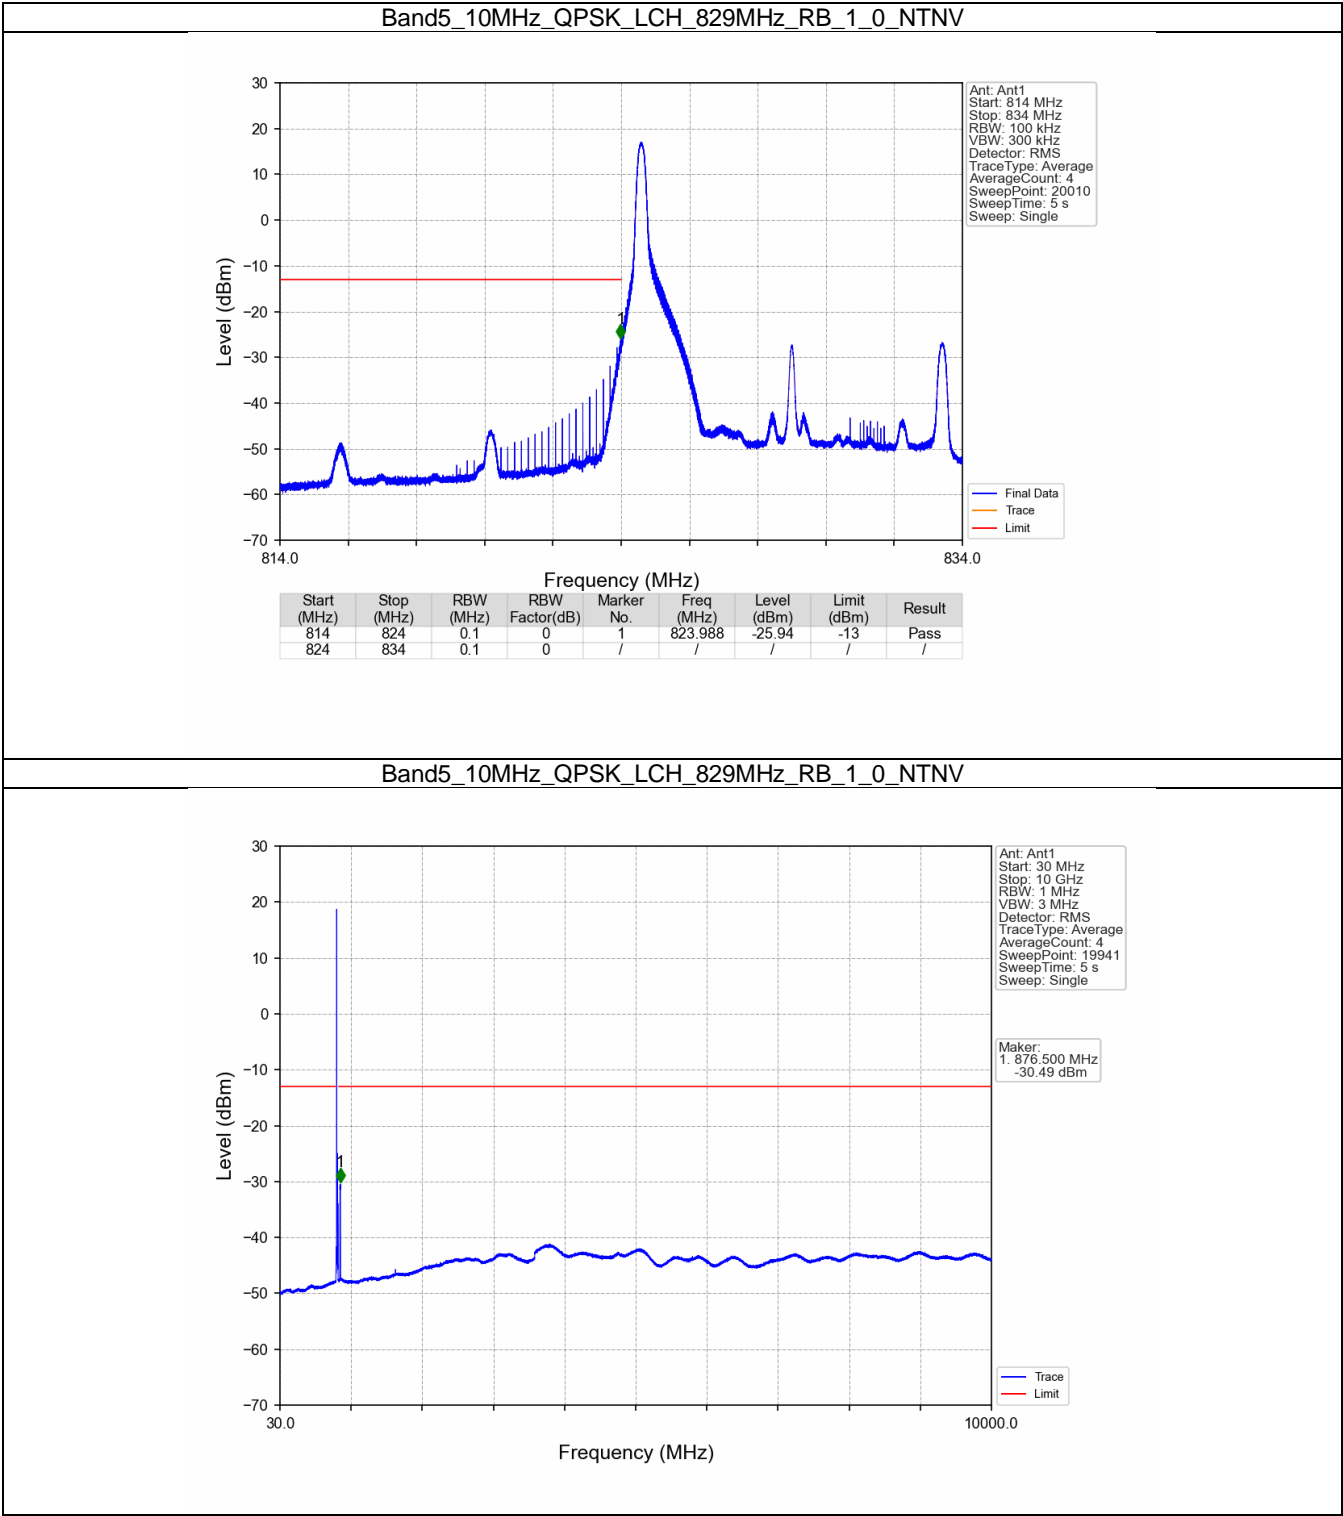 Band5_10MHz_QPSK_LCH_829MHz_RB_1_0_NTNV
30
20
10
0
−10
−20
−30
−40
−50
−60
−70
Level (dBm)
1
814.0
834.0
Frequency (MHz)
Ant: Ant1
Start: 814 MHz
Stop: 834 MHz
RBW: 100 kHz
VBW: 300 kHz
Detector: RMS
TraceType: Average
AverageCount: 4
SweepPoint: 20010
SweepTime: 5 s
Sweep: Single
Final Data
Trace
Limit
Start (MHz) Stop (MHz) RBW (MHz) RBW Factor(dB) Marker No. Freq (MHz) Level (dBm) Limit (dBm) Result
814 824 0.1 0 1 823.988 -25.94 -13 Pass
824 834 0.1 0 / / / / /
Band5_10MHz_QPSK_LCH_829MHz_RB_1_0_NTNV
30
20
10
0
−10
−20
−30
−40
−50
−60
−70
Level (dBm)
1
30.0
10000.0
Frequency (MHz)
Ant: Ant1
Start: 30 MHz
Stop: 10 GHz
RBW: 1 MHz
VBW: 3 MHz
Detector: RMS
TraceType: Average
AverageCount: 4
SweepPoint: 19941
SweepTime: 5 s
Sweep: Single
Maker:
1. 876.500 MHz
-30.49 dBm
Trace
Limit